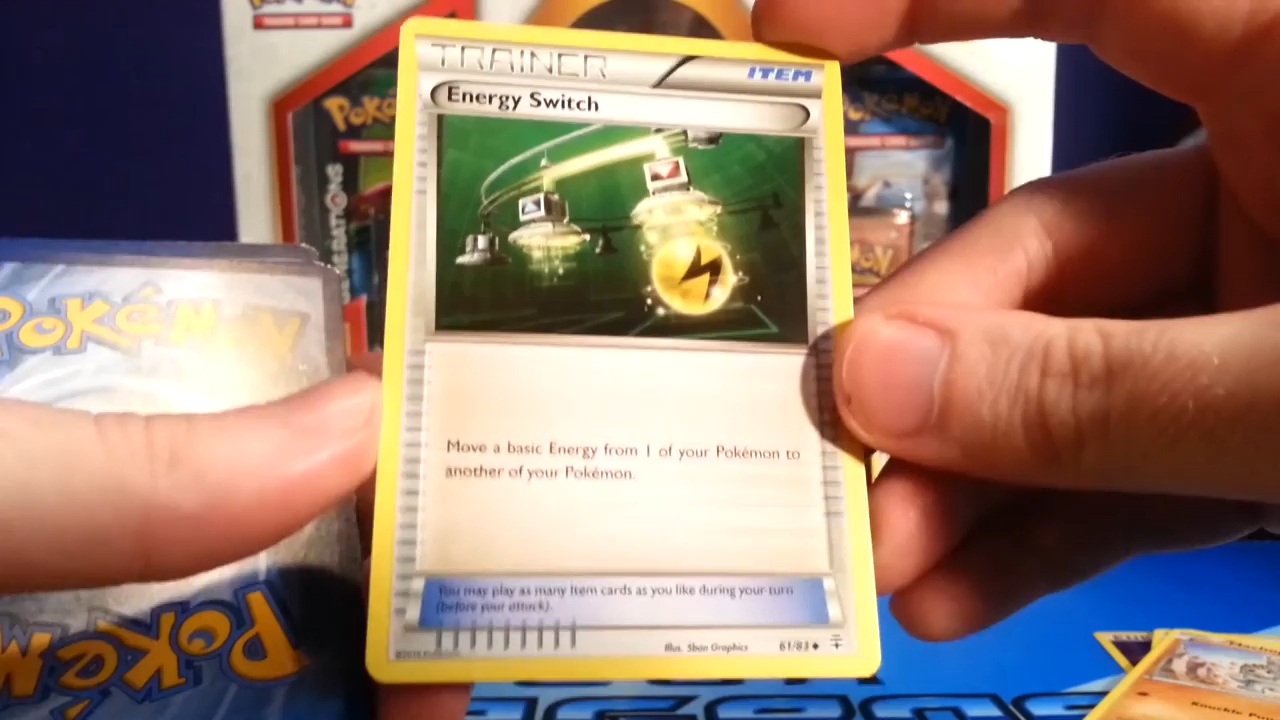 TRAINER
ITEM
Energy Switch
Move a basic Energy from 1 of your Pokémon to
another of your Pokémon.
You may play as many Item cards as you like during your turn
(before your attack).
Illus. 5ban Graphics
61/83
POKÉMON
Pokémon
POKÉM
Knuckle